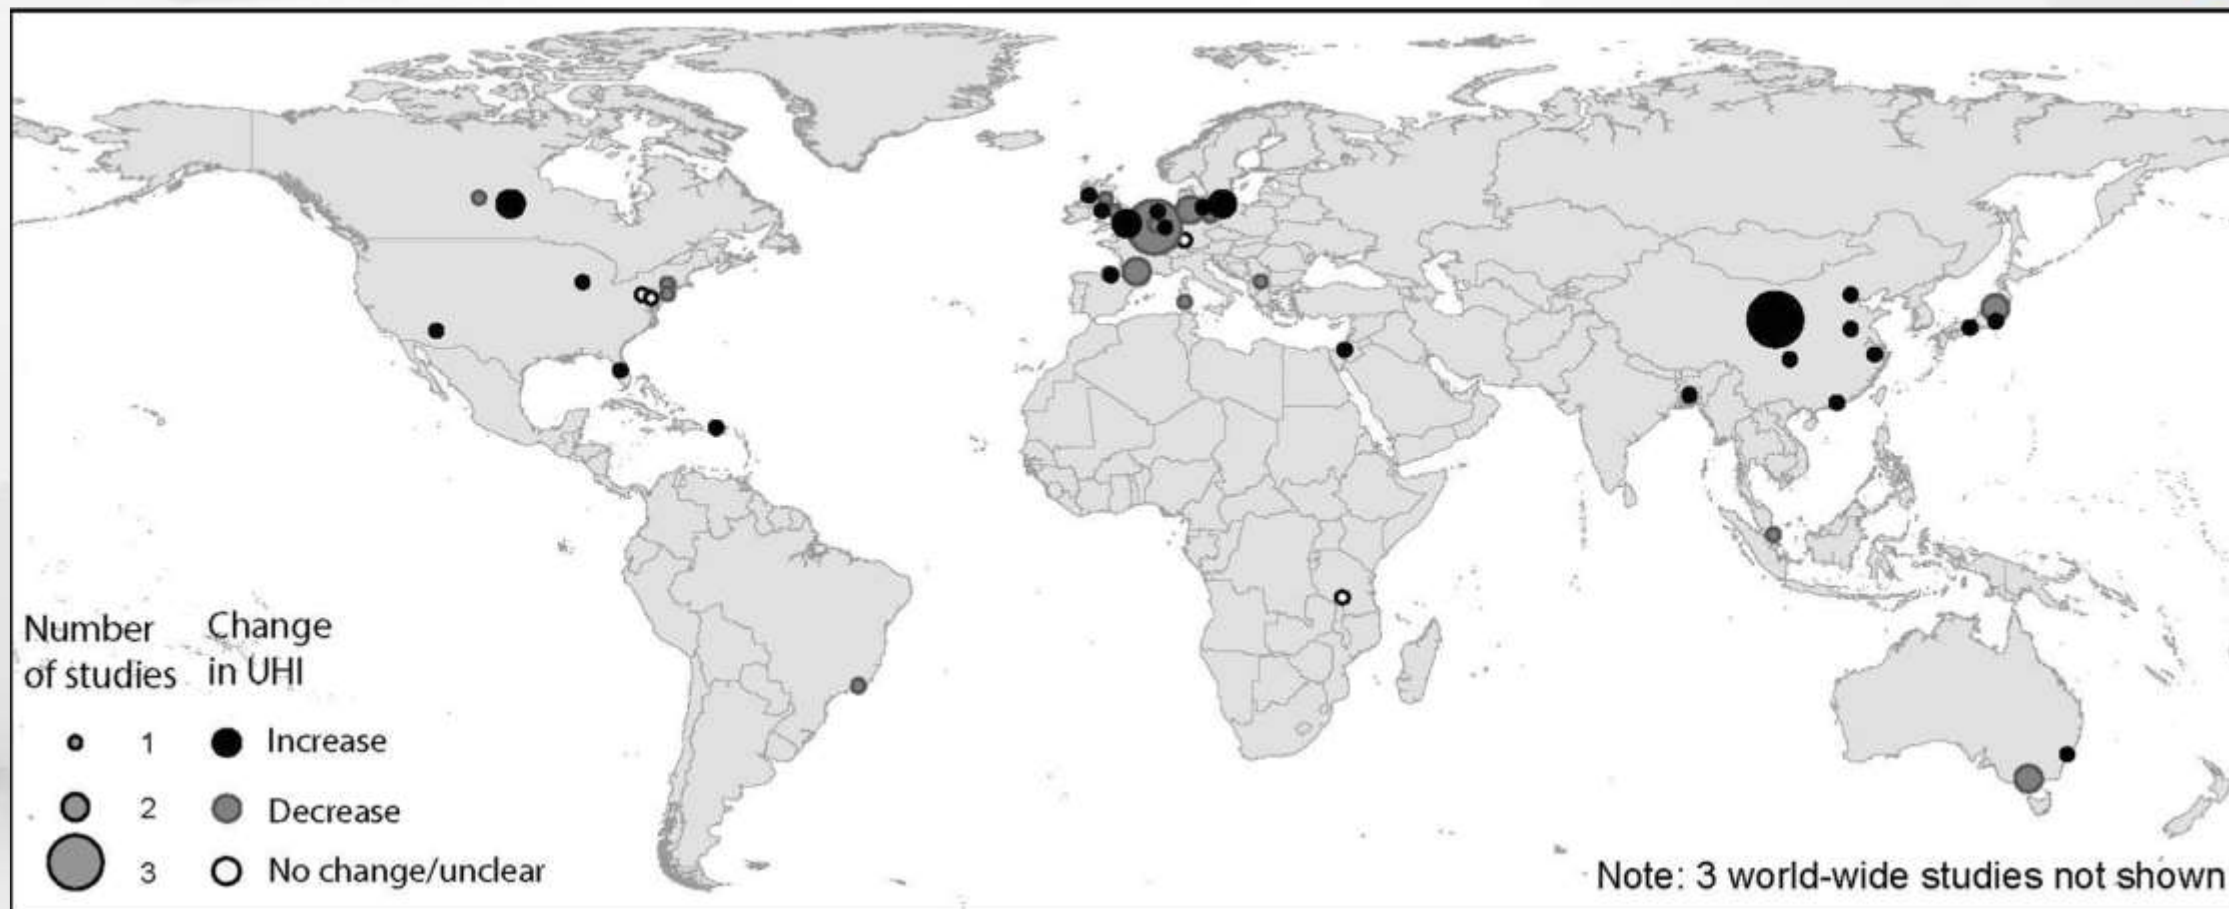 Number
of studies
Change
in UHI
1
Increase
2
Decrease
3
No change/unclear
Note: 3 world-wide studies not shown